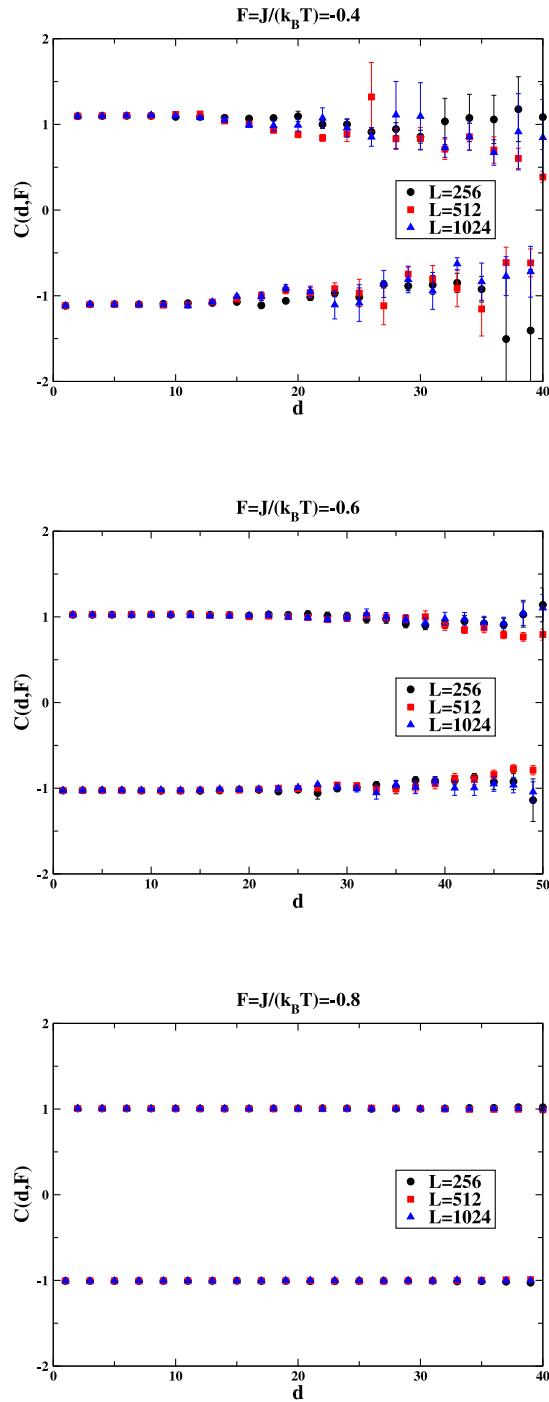 F=J/(k_BT)=-0.4
2
1
0
-1
-2
C(d,F)
L=256
L=512
L=1024
0 10 20 30 40
d
F=J/(k_BT)=-0.6
2
1
0
-1
-2
C(d,F)
L=256
L=512
L=1024
0 10 20 30 40 50
d
F=J/(k_BT)=-0.8
2
1
0
-1
-2
C(d,F)
L=256
L=512
L=1024
0 10 20 30 40
d